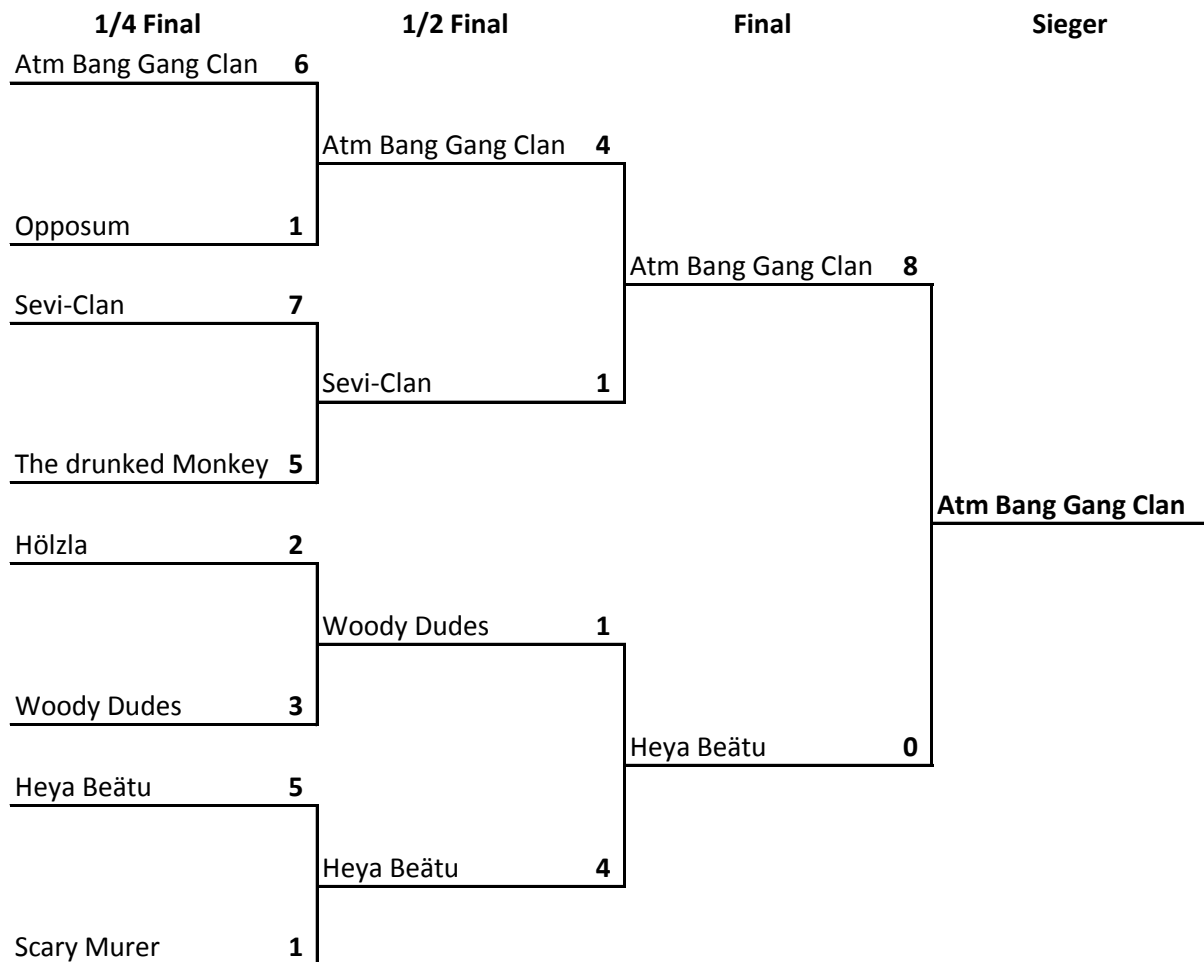 1/4 Final 1/2 Final Final Sieger
Atm Bang Gang Clan 6
Atm Bang Gang Clan 4
Opposum 1
Atm Bang Gang Clan 8
Sevi-Clan 7
Sevi-Clan 1
The drunked Monkey 5
Atm Bang Gang Clan
Hölzla 2
Woody Dudes 1
Woody Dudes 3
Heya Beätu 0
Heya Beätu 5
Heya Beätu 4
Scary Murer 1